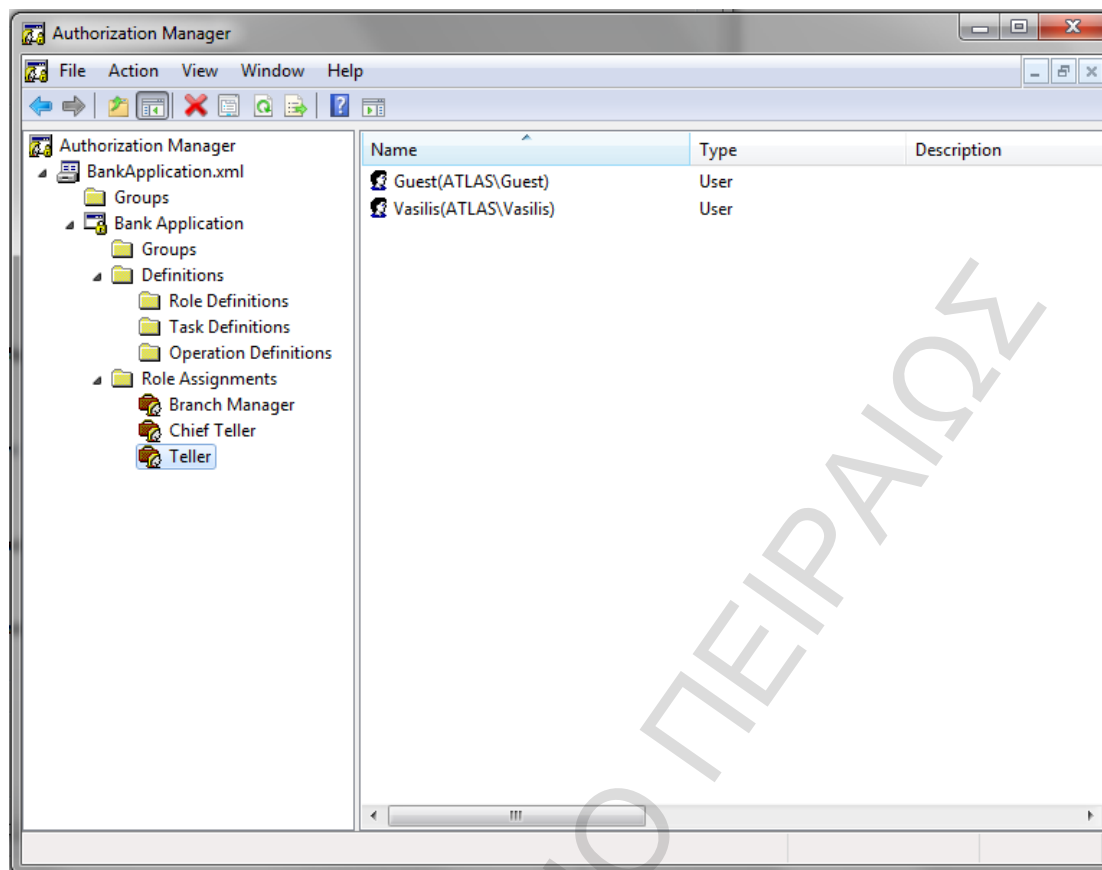 Authorization Manager
File Action View Window Help
Authorization Manager
BankApplication.xml
Groups
Bank Application
Groups
Definitions
Role Definitions
Task Definitions
Operation Definitions
Role Assignments
Branch Manager
Chief Teller
Teller
Name Type Description
Guest(ATLAS\Guest) User
Vasilis(ATLAS\Vasilis) User
Ο ΠΕΙΡΑΙΩΣ